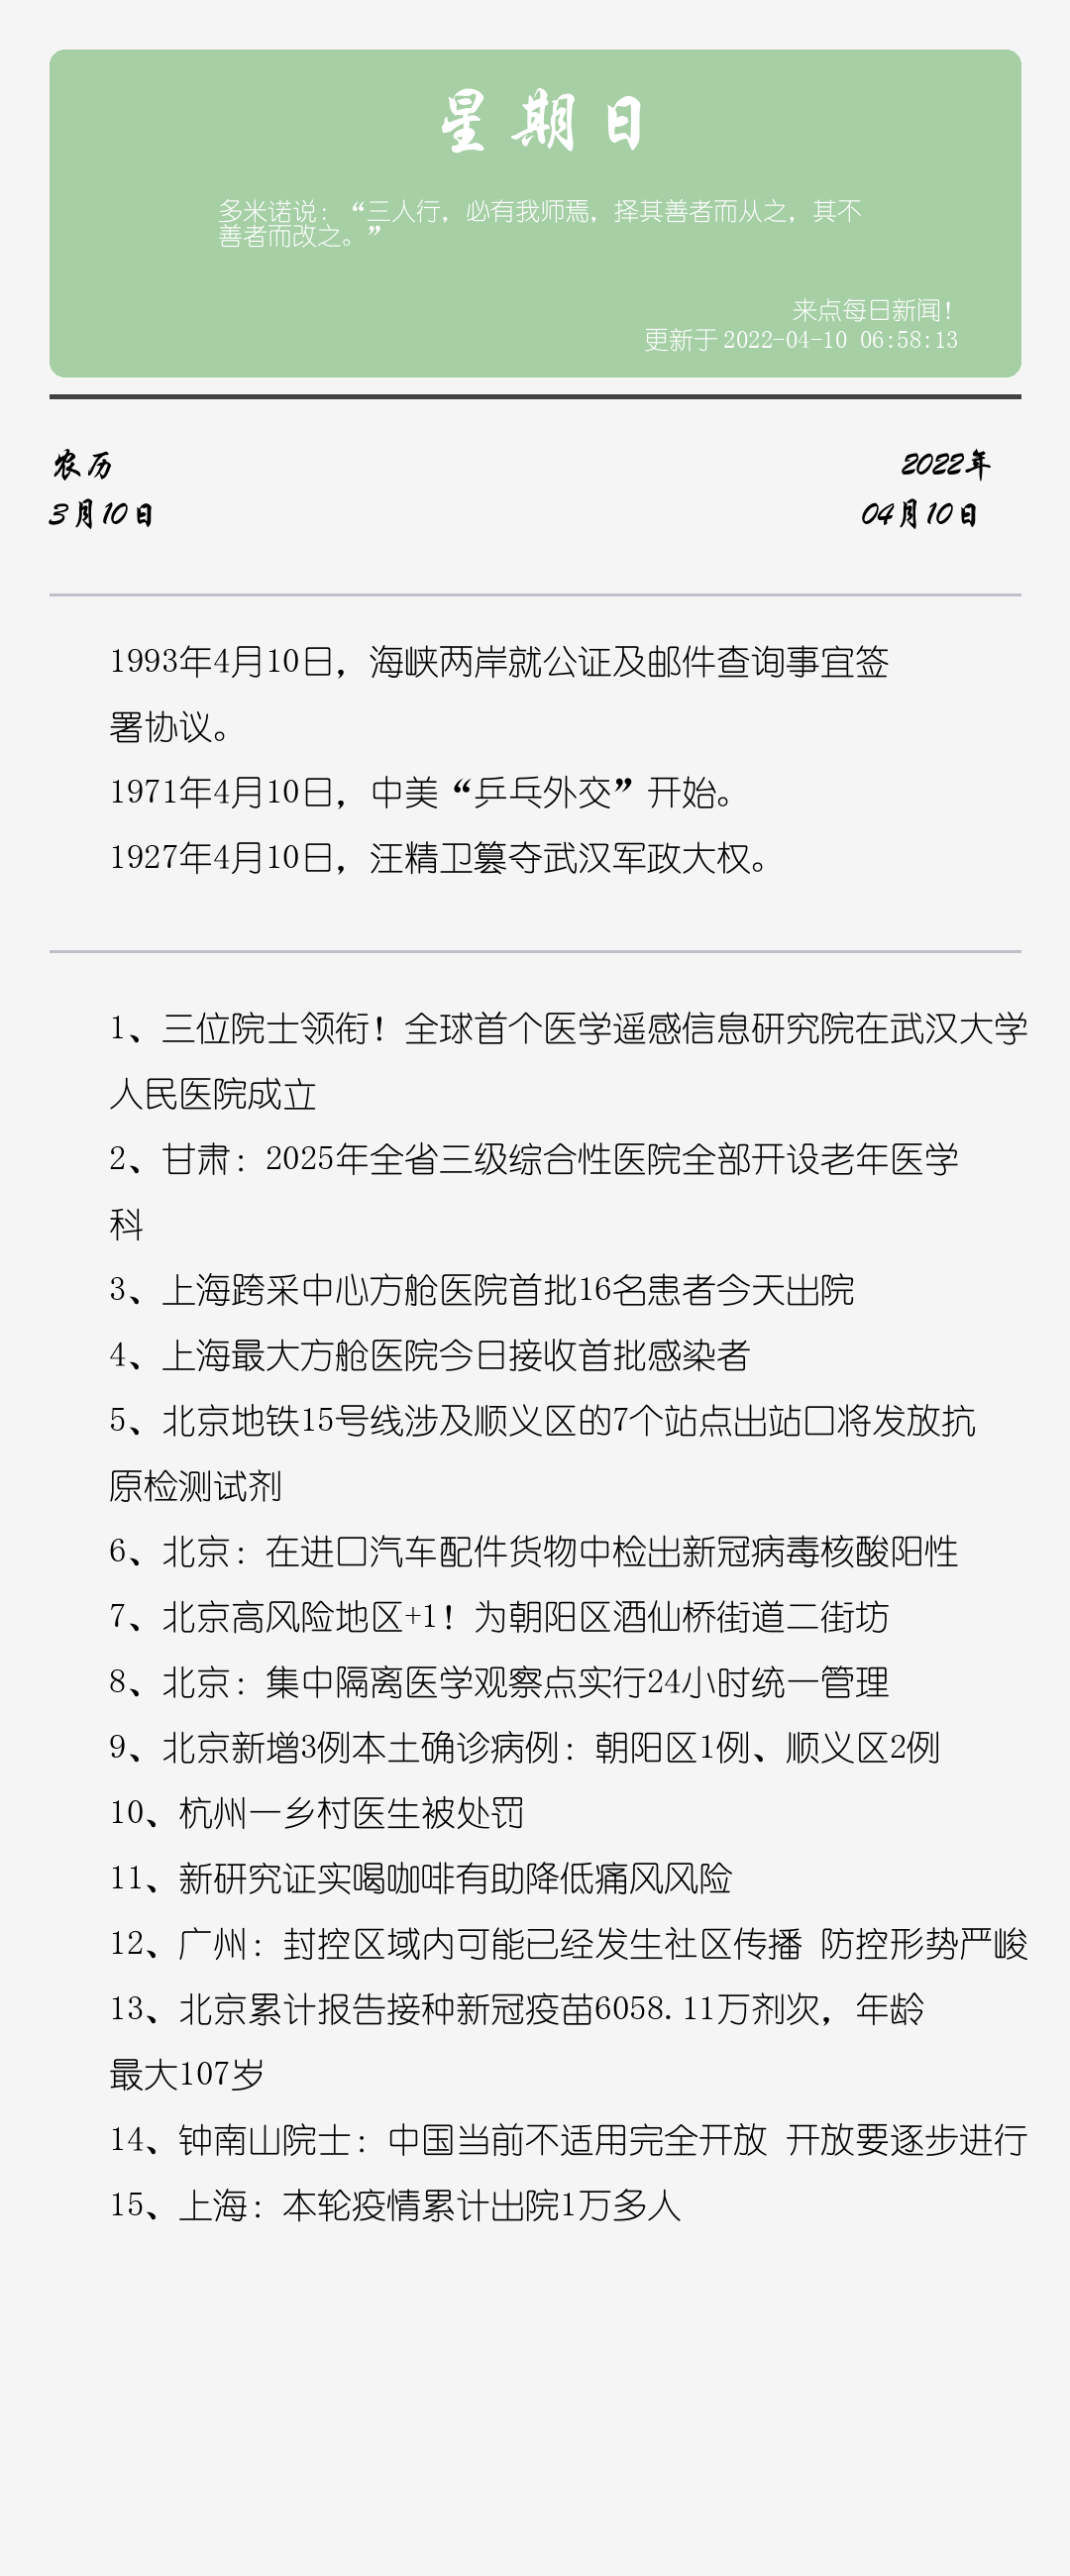 星期日
多米诺说：“三人行，必有我师焉，择其善者而从之，其不
善者而改之。”
来点每日新闻！
更新于 2022-04-10 06:58:13
农历
2022年
3月10日
04月10日
1993年4月10日，海峡两岸就公证及邮件查询事宜签
署协议。
1971年4月10日，中美“乒乓外交”开始。
1927年4月10日，汪精卫篡夺武汉军政大权。
1、三位院士领衔！全球首个医学遥感信息研究院在武汉大学
人民医院成立
2、甘肃：2025年全省三级综合性医院全部开设老年医学
科
3、上海跨采中心方舱医院首批16名患者今天出院
4、上海最大方舱医院今日接收首批感染者
5、北京地铁15号线涉及顺义区的7个站点出站口将发放抗
原检测试剂
6、北京：在进口汽车配件货物中检出新冠病毒核酸阳性
7、北京高风险地区+1！为朝阳区酒仙桥街道二街坊
8、北京：集中隔离医学观察点实行24小时统一管理
9、北京新增3例本土确诊病例：朝阳区1例、顺义区2例
10、杭州一乡村医生被处罚
11、新研究证实喝咖啡有助降低痛风风险
12、广州：封控区域内可能已经发生社区传播 防控形势严峻
13、北京累计报告接种新冠疫苗6058.11万剂次，年龄
最大107岁
14、钟南山院士：中国当前不适用完全开放 开放要逐步进行
15、上海：本轮疫情累计出院1万多人